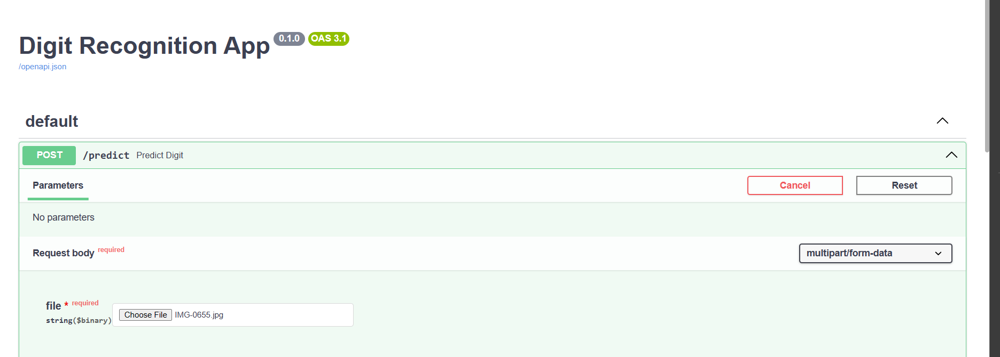 Digit Recognition App 0.1.0 OAS 3.1
/openapi.json
default
POST /predict Predict Digit
Parameters Cancel Reset
No parameters
Request body required multipart/form-data
file * required
string($binary) Choose File IMG-0655.jpg